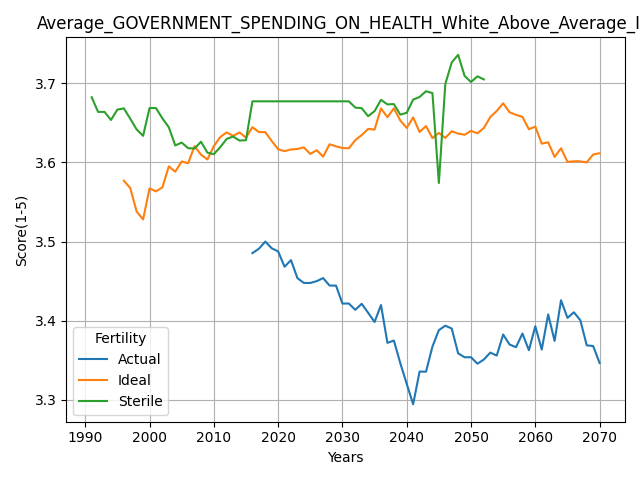 Average_GOVERNMENT_SPENDING_ON_HEALTH_White_Above_Average_I
Score(1-5)
3.7
3.6
3.5
3.4
3.3
Fertility
Actual
Ideal
Sterile
1990 2000 2010 2020 2030 2040 2050 2060 2070
Years